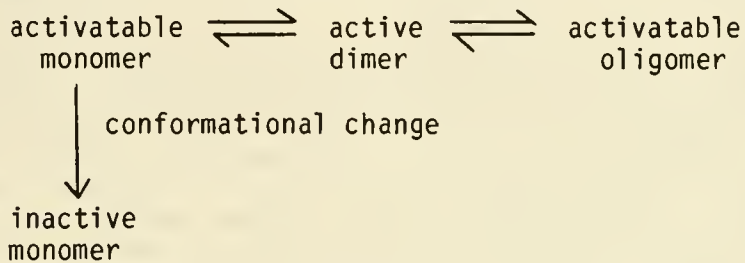 activatable active activatable
monomer dimer oligomer
conformational change
inactive
monomer